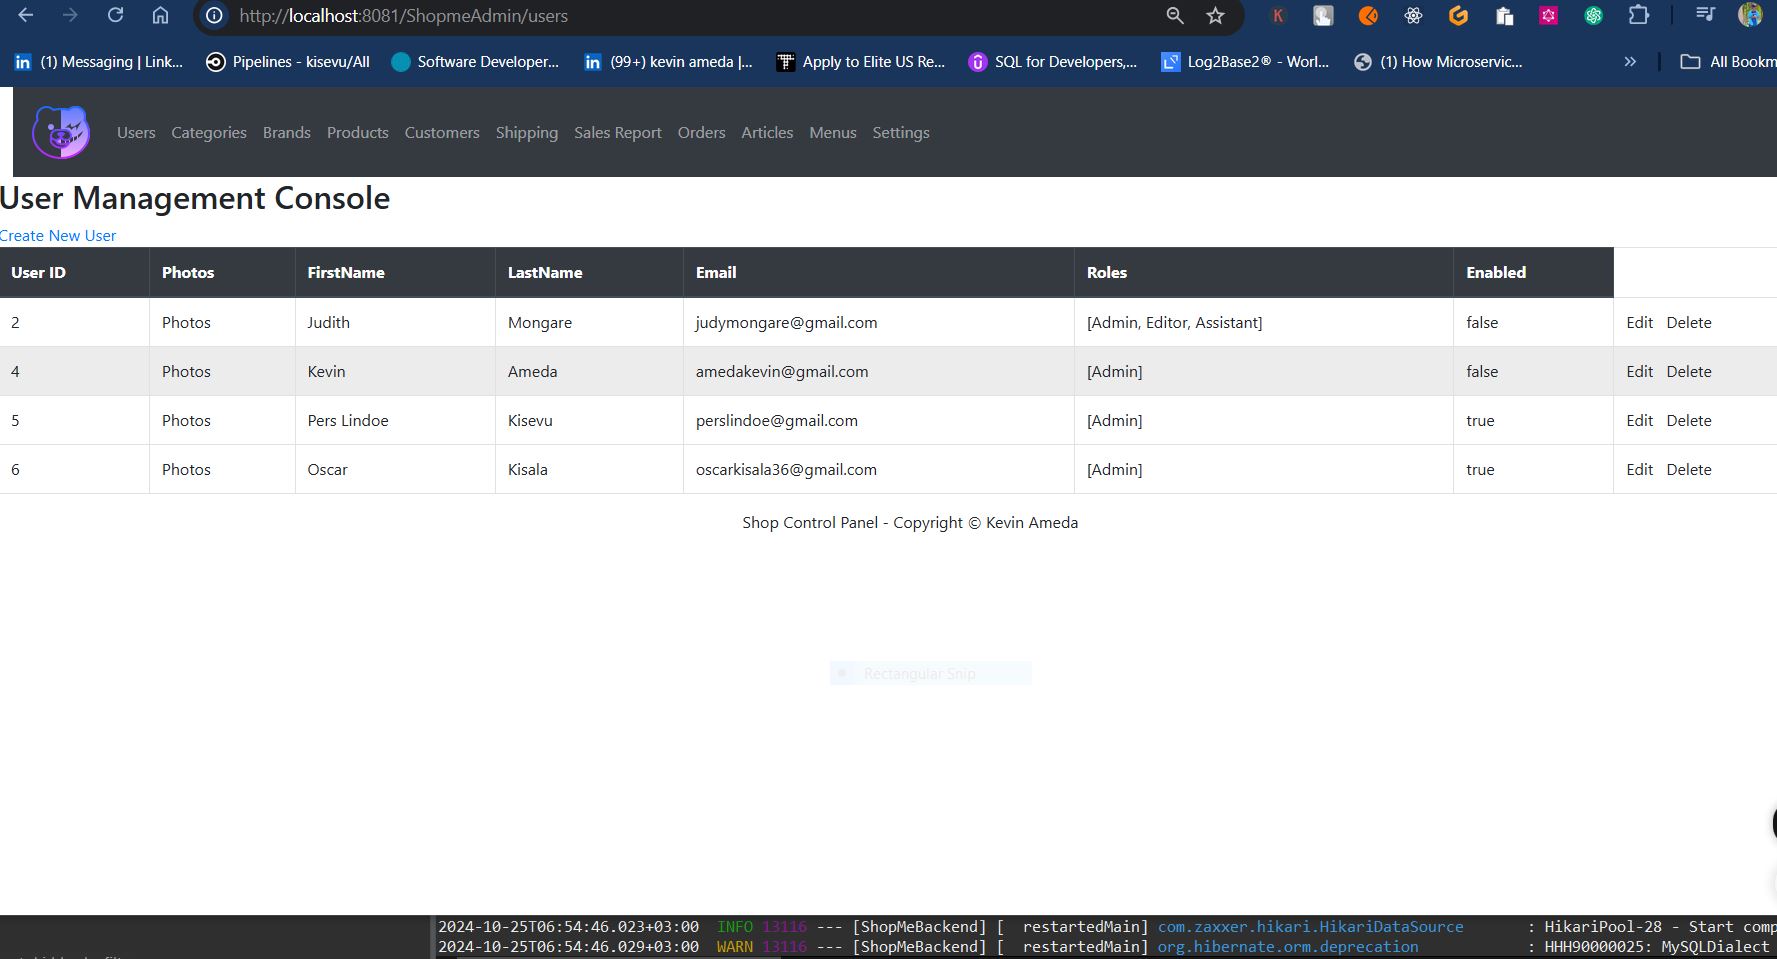 http://localhost:8081/ShopmeAdmin/users
(1) Messaging | Link... Pipelines - kisevu/All Software Developer... (99+) kevin ameda |... Apply to Elite US Re... SQL for Developers,... Log2Base2® - Worl... (1) How Microservic... » All Bookm
Users Categories Brands Products Customers Shipping Sales Report Orders Articles Menus Settings
User Management Console
Create New User
User ID Photos FirstName LastName Email Roles Enabled
2 Photos Judith Mongare judymongare@gmail.com [Admin, Editor, Assistant] false Edit Delete
4 Photos Kevin Ameda amedakevin@gmail.com [Admin] false Edit Delete
5 Photos Pers Lindoe Kisevu perslindoe@gmail.com [Admin] true Edit Delete
6 Photos Oscar Kisala oscarkisala36@gmail.com [Admin] true Edit Delete
Shop Control Panel - Copyright © Kevin Ameda
Rectangular Snip
2024-10-25T06:54:46.023+03:00 INFO 13116 --- [ShopMeBackend] [ restartedMain] com.zaxxer.hikari.HikariDataSource : HikariPool-28 - Start comp
2024-10-25T06:54:46.029+03:00 WARN 13116 --- [ShopMeBackend] [ restartedMain] org.hibernate.orm.deprecation : HHH90000025: MySQLDialect